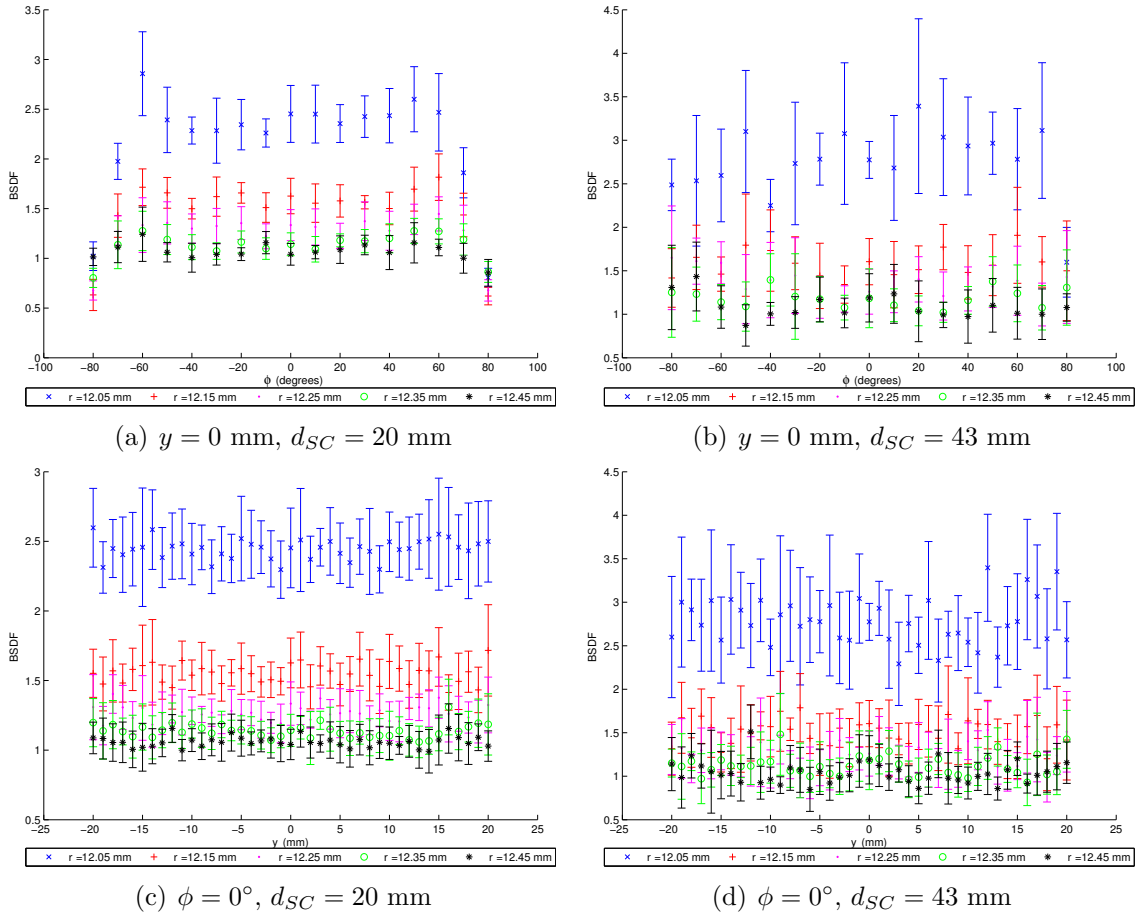 3.5
3
2.5
2
1.5
1
0.5
0
BSDF
−100 −80 −60 −40 −20 0 20 40 60 80 100
φ (degrees)
r =12.05 mm r =12.15 mm r =12.25 mm r =12.35 mm r =12.45 mm
(a) y = 0 mm, d_SC = 20 mm
4.5
4
3.5
3
2.5
2
1.5
1
0.5
BSDF
−100 −80 −60 −40 −20 0 20 40 60 80 100
φ (degrees)
r =12.05 mm r =12.15 mm r =12.25 mm r =12.35 mm r =12.45 mm
(b) y = 0 mm, d_SC = 43 mm
3
2.5
2
1.5
1
0.5
BSDF
−25 −20 −15 −10 −5 0 5 10 15 20 25
y (mm)
r =12.05 mm r =12.15 mm r =12.25 mm r =12.35 mm r =12.45 mm
(c) φ = 0°, d_SC = 20 mm
4.5
4
3.5
3
2.5
2
1.5
1
0.5
BSDF
−25 −20 −15 −10 −5 0 5 10 15 20 25
y (mm)
r =12.05 mm r =12.15 mm r =12.25 mm r =12.35 mm r =12.45 mm
(d) φ = 0°, d_SC = 43 mm